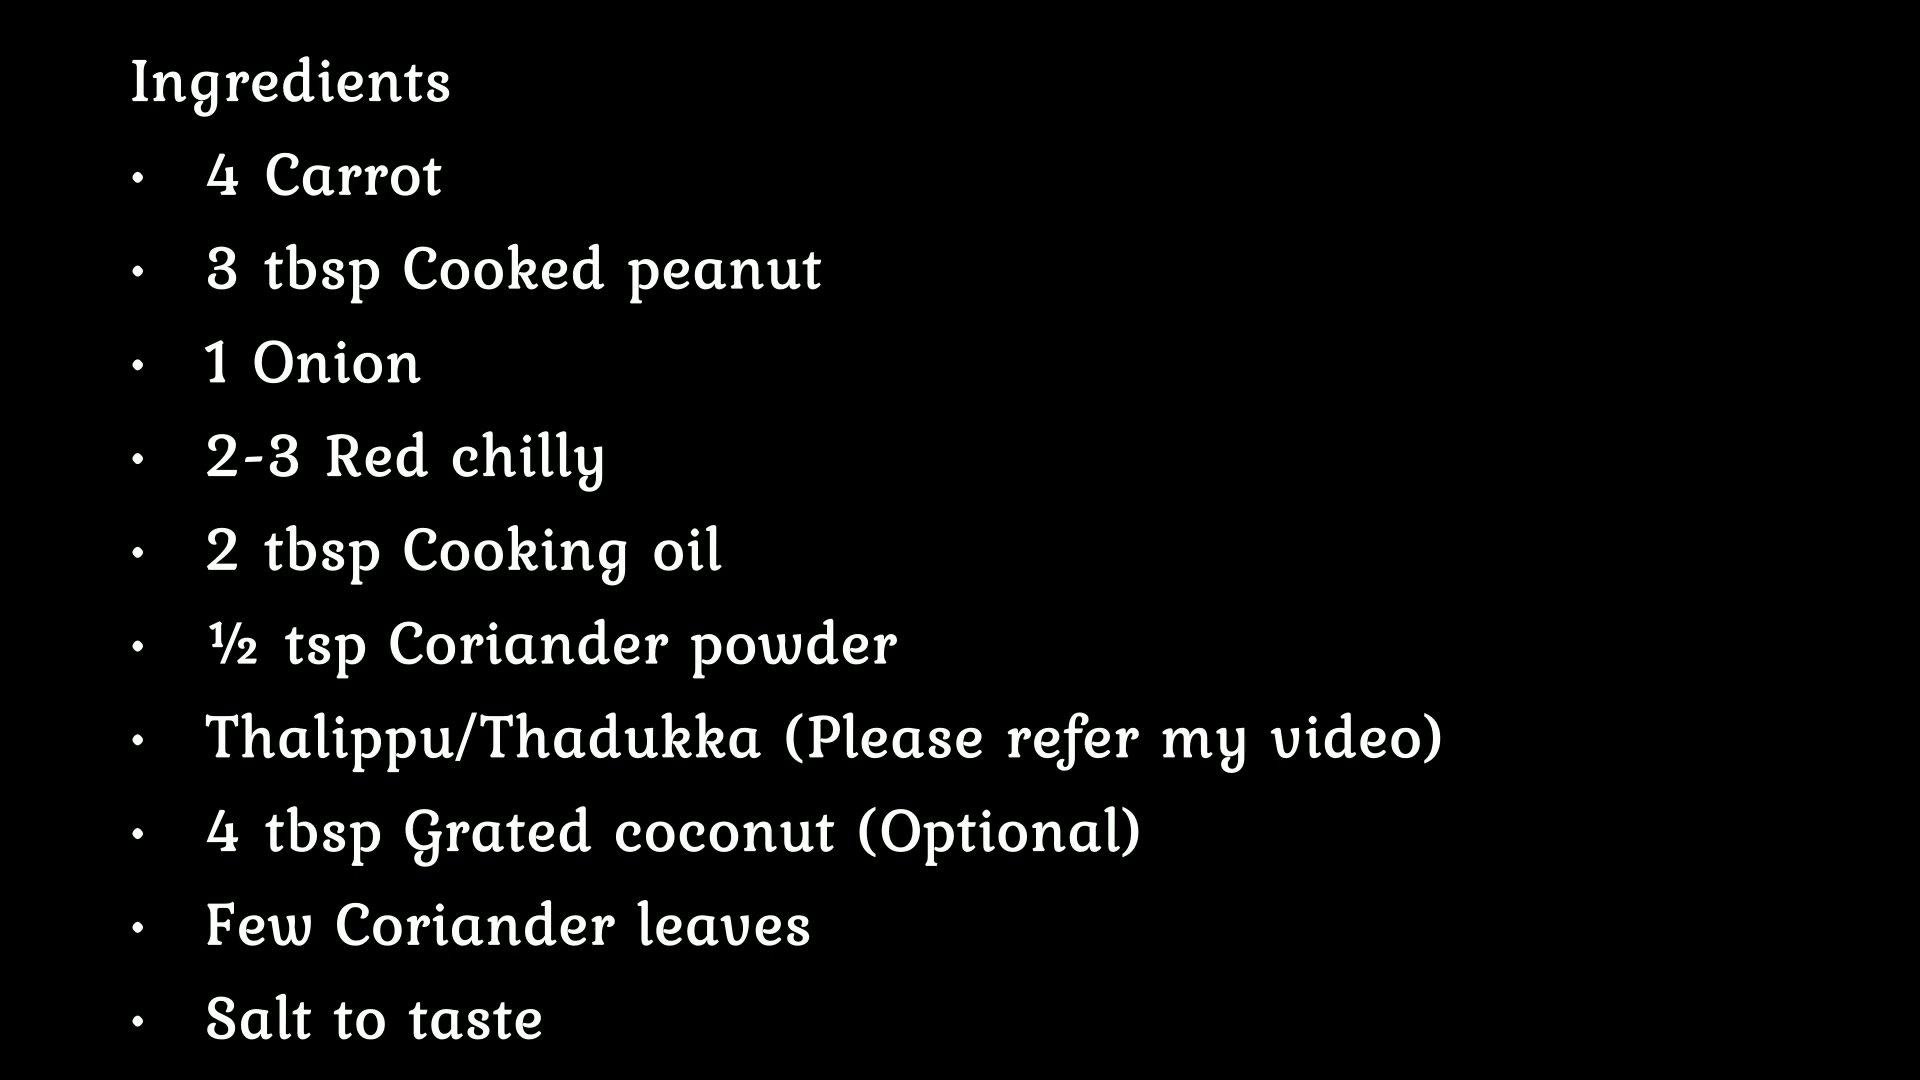 Ingredients
• 4 Carrot
• 3 tbsp Cooked peanut
• 1 Onion
• 2-3 Red chilly
• 2 tbsp Cooking oil
• ½ tsp Coriander powder
• Thalippu/Thadukka (Please refer my video)
• 4 tbsp Grated coconut (Optional)
• Few Coriander leaves
• Salt to taste